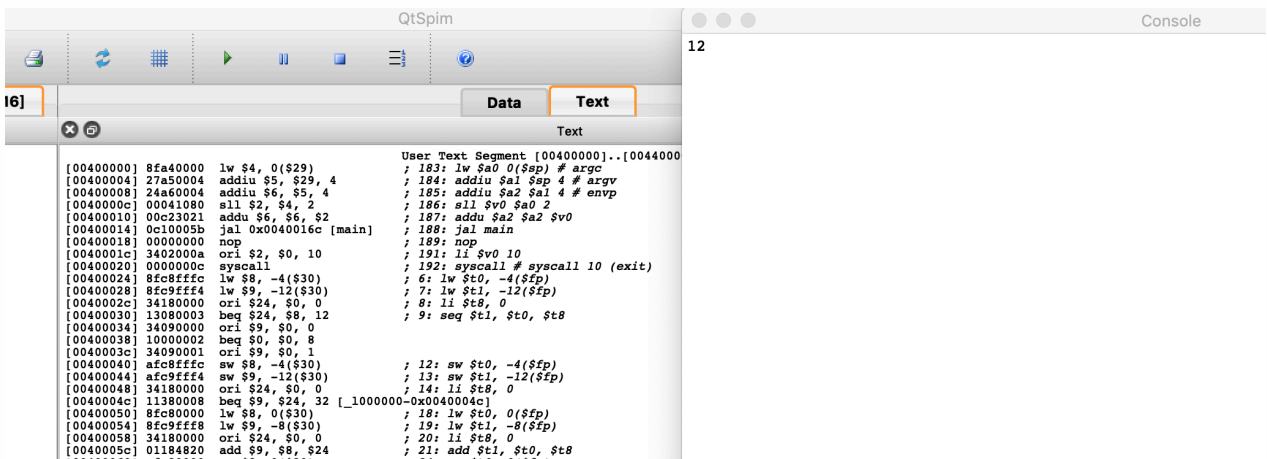 QtSpim
Console
12
16]
Data
Text
Text
User Text Segment [00400000]..[0044000
[00400000] 8fa40000 lw $4, 0($29) ; 183: lw $a0 0($sp) # argc
[00400004] 27a50004 addiu $5, $29, 4 ; 184: addiu $a1 $sp 4 # argv
[00400008] 24a60004 addiu $6, $5, 4 ; 185: addiu $a2 $a1 4 # envp
[0040000c] 00041080 sll $2, $4, 2 ; 186: sll $v0 $a0 2
[00400010] 00c23021 addu $6, $6, $2 ; 187: addu $a2 $a2 $v0
[00400014] 0c10005b jal 0x0040016c [main] ; 188: jal main
[00400018] 00000000 nop ; 189: nop
[0040001c] 3402000a ori $2, $0, 10 ; 191: li $v0 10
[00400020] 0000000c syscall ; 192: syscall # syscall 10 (exit)
[00400024] 8fc8fffc lw $8, -4($30) ; 6: lw $t0, -4($fp)
[00400028] 8fc9fff4 lw $9, -12($30) ; 7: lw $t1, -12($fp)
[0040002c] 34180000 ori $24, $0, 0 ; 8: li $t8, 0
[00400030] 13080003 beq $24, $8, 12 ; 9: seq $t1, $t0, $t8
[00400034] 34090000 ori $9, $0, 0
[00400038] 10000002 beq $0, $0, 8
[0040003c] 34090001 ori $9, $0, 1
[00400040] afc8fffc sw $8, -4($30) ; 12: sw $t0, -4($fp)
[00400044] afc9fff4 sw $9, -12($30) ; 13: sw $t1, -12($fp)
[00400048] 34180000 ori $24, $0, 0 ; 14: li $t8, 0
[0040004c] 11380008 beq $9, $24, 32 [_l000000-0x0040004c]
[00400050] 8fc80000 lw $8, 0($30) ; 18: lw $t0, 0($fp)
[00400054] 8fc9fff8 lw $9, -8($30) ; 19: lw $t1, -8($fp)
[00400058] 34180000 ori $24, $0, 0 ; 20: li $t8, 0
[0040005c] 01184820 add $9, $8, $24 ; 21: add $t1, $t0, $t8